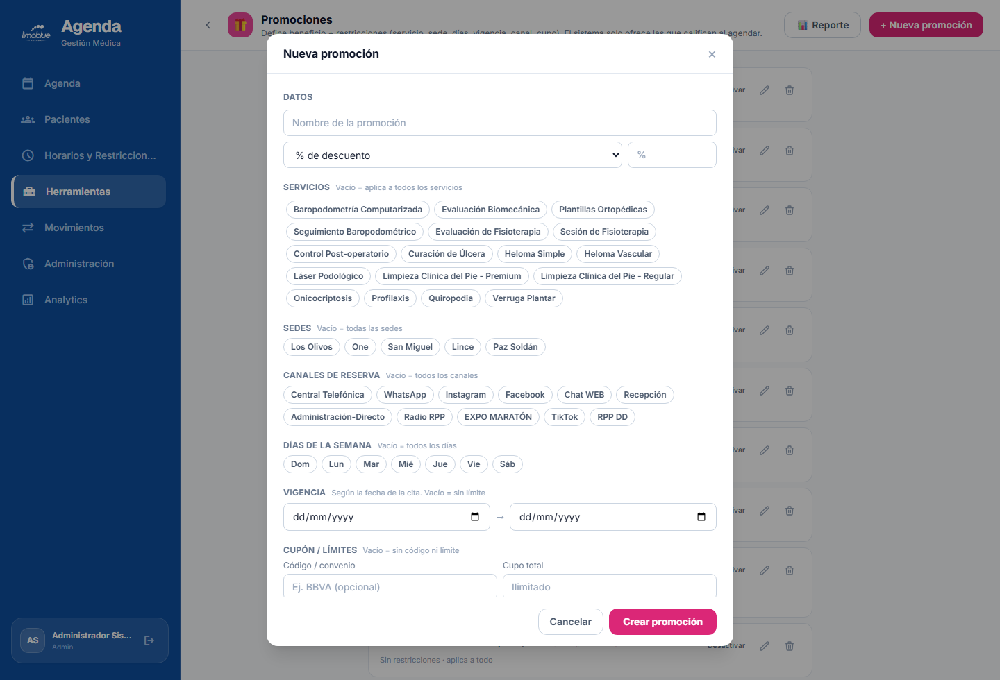 limablue
Agenda
Gestión Médica
Agenda
Pacientes
Horarios y Restriccion...
Herramientas
Movimientos
Administración
Analytics
AS
Administrador Sis...
Admin
Promociones
Define beneficio + restricciones (servicio, sede, días, vigencia, canal, cupo). El sistema solo ofrece las que califican al agendar.
Reporte
+ Nueva promoción
Nueva promoción
×
DATOS
Nombre de la promoción
% de descuento
%
SERVICIOS Vacío = aplica a todos los servicios
Baropodometría Computarizada Evaluación Biomecánica Plantillas Ortopédicas
Seguimiento Baropodométrico Evaluación de Fisioterapia Sesión de Fisioterapia
Control Post-operatorio Curación de Úlcera Heloma Simple Heloma Vascular
Láser Podológico Limpieza Clínica del Pie - Premium Limpieza Clínica del Pie - Regular
Onicocriptosis Profilaxis Quiropodia Verruga Plantar
SEDES Vacío = todas las sedes
Los Olivos One San Miguel Lince Paz Soldán
CANALES DE RESERVA Vacío = todos los canales
Central Telefónica WhatsApp Instagram Facebook Chat WEB Recepción
Administración-Directo Radio RPP EXPO MARATÓN TikTok RPP DD
DÍAS DE LA SEMANA Vacío = todos los días
Dom Lun Mar Mié Jue Vie Sáb
VIGENCIA Según la fecha de la cita. Vacío = sin límite
dd/mm/yyyy → dd/mm/yyyy
CUPÓN / LÍMITES Vacío = sin código ni límite
Código / convenio Cupo total
Ej. BBVA (opcional) Ilimitado
Cancelar
Crear promoción
Desactivar
Sin restricciones · aplica a todo